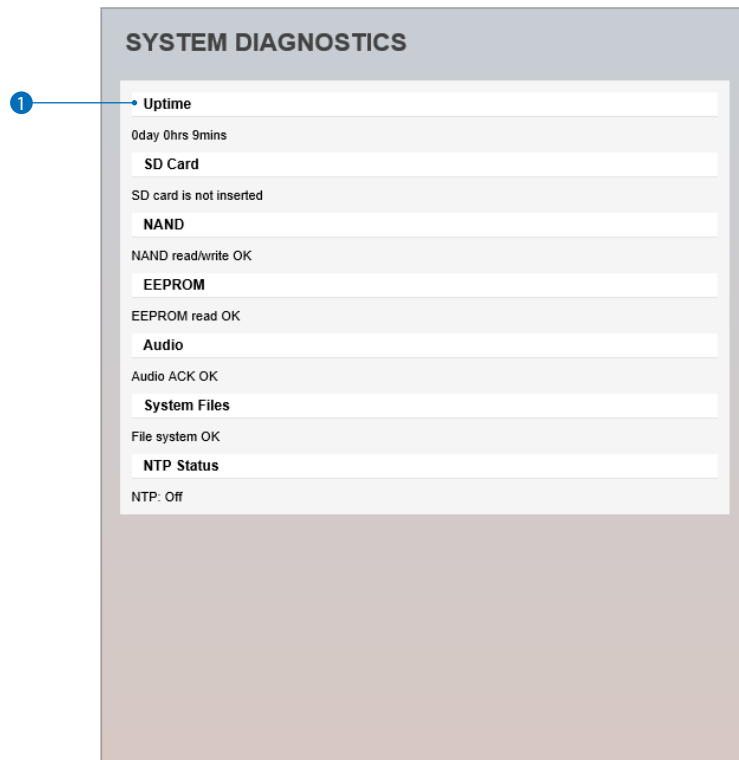 SYSTEM DIAGNOSTICS
1 Uptime
0day 0hrs 9mins
SD Card
SD card is not inserted
NAND
NAND read/write OK
EEPROM
EEPROM read OK
Audio
Audio ACK OK
System Files
File system OK
NTP Status
NTP: Off